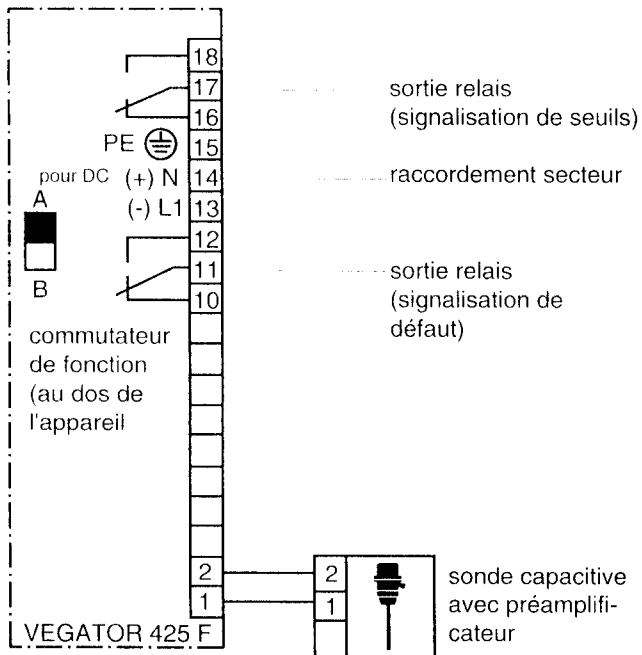 18
17
16
PE 15
pour DC (+) N 14
A (-) L1 13
12
11
B 10
sortie relais
(signalisation de seuils)
raccordement secteur
sortie relais
(signalisation de
défaut)
commutateur
de fonction
(au dos de
l'appareil
2
1
2
1
sonde capacitive
avec préamplifi-
cateur
VEGATOR 425 F